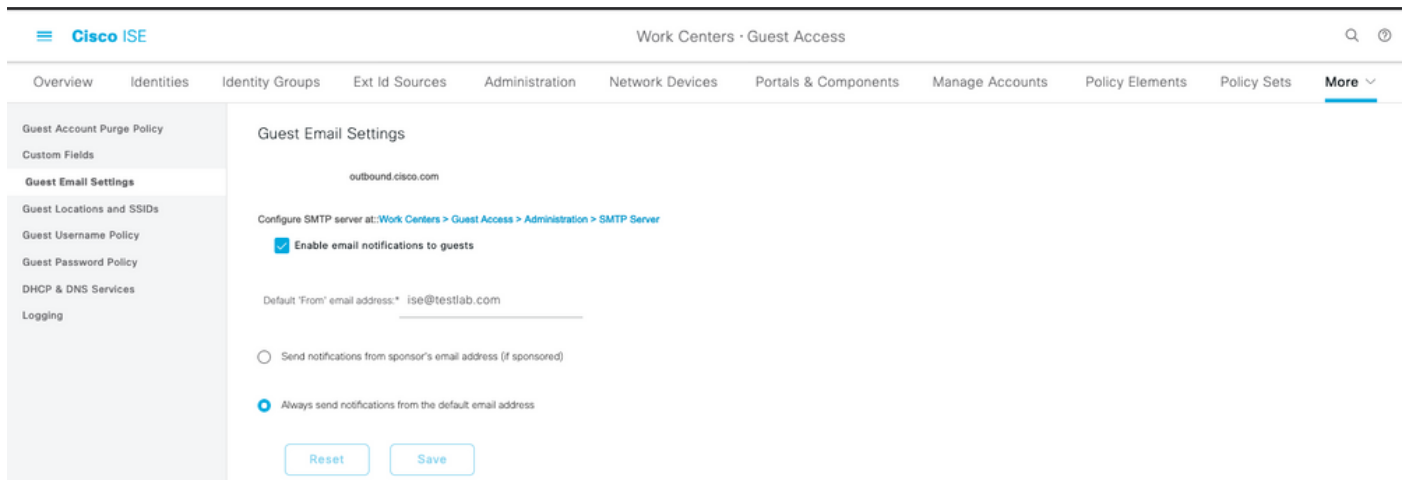 Cisco ISE
Work Centers · Guest Access
Overview Identities Identity Groups Ext Id Sources Administration Network Devices Portals & Components Manage Accounts Policy Elements Policy Sets More
Guest Account Purge Policy
Custom Fields
Guest Email Settings
Guest Locations and SSIDs
Guest Username Policy
Guest Password Policy
DHCP & DNS Services
Logging
Guest Email Settings
outbound.cisco.com
Configure SMTP server at::Work Centers > Guest Access > Administration > SMTP Server
Enable email notifications to guests
Default 'From' email address:* ise@testlab.com
Send notifications from sponsor's email address (if sponsored)
Always send notifications from the default email address
Reset Save